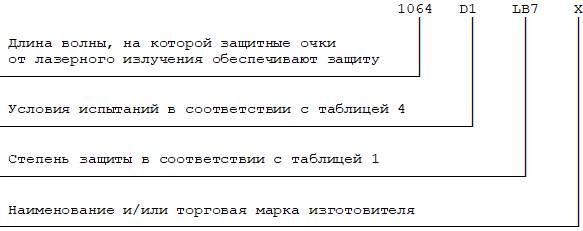 1064 D1 LB7 X
Длина волны, на которой защитные очки
от лазерного излучения обеспечивают защиту
Условия испытаний в соответствии с таблицей 4
Степень защиты в соответствии с таблицей 1
Наименование и/или торговая марка изготовителя